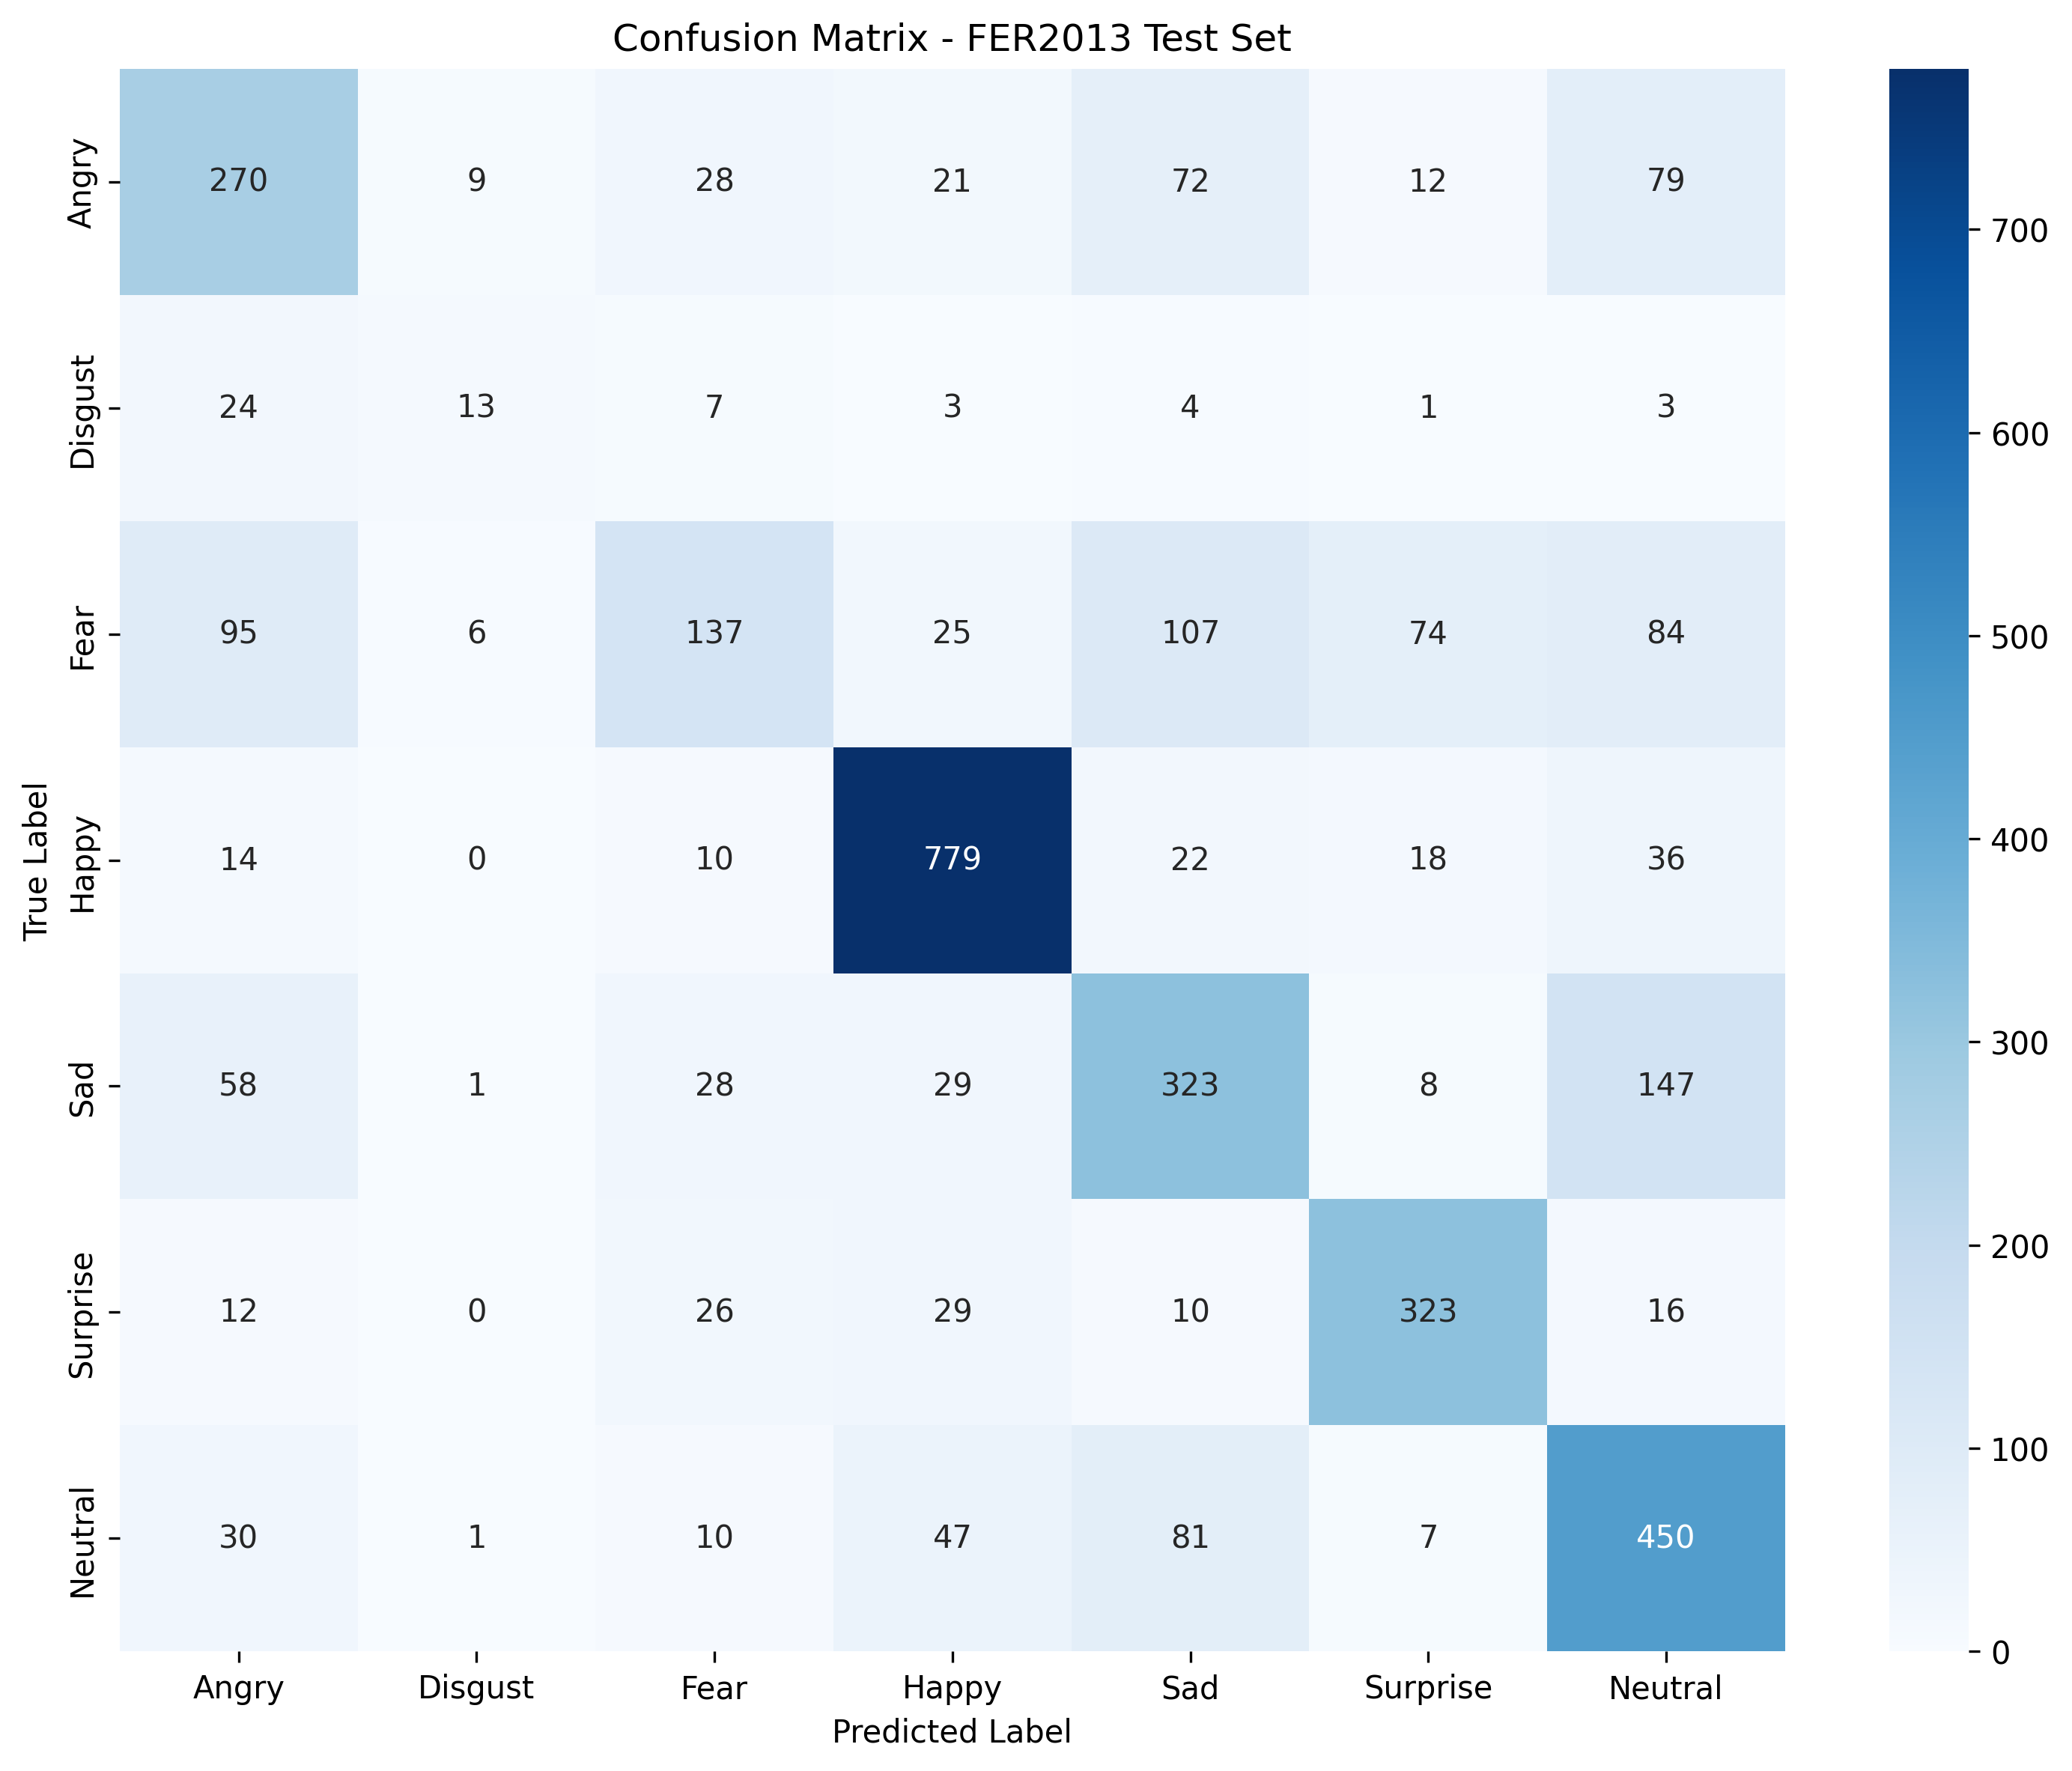 Confusion Matrix - FER2013 Test Set
True Label
Angry 270 9 28 21 72 12 79
Disgust 24 13 7 3 4 1 3
Fear 95 6 137 25 107 74 84
Happy 14 0 10 779 22 18 36
Sad 58 1 28 29 323 8 147
Surprise 12 0 26 29 10 323 16
Neutral 30 1 10 47 81 7 450
Angry Disgust Fear Happy Sad Surprise Neutral
Predicted Label
700
600
500
400
300
200
100
0